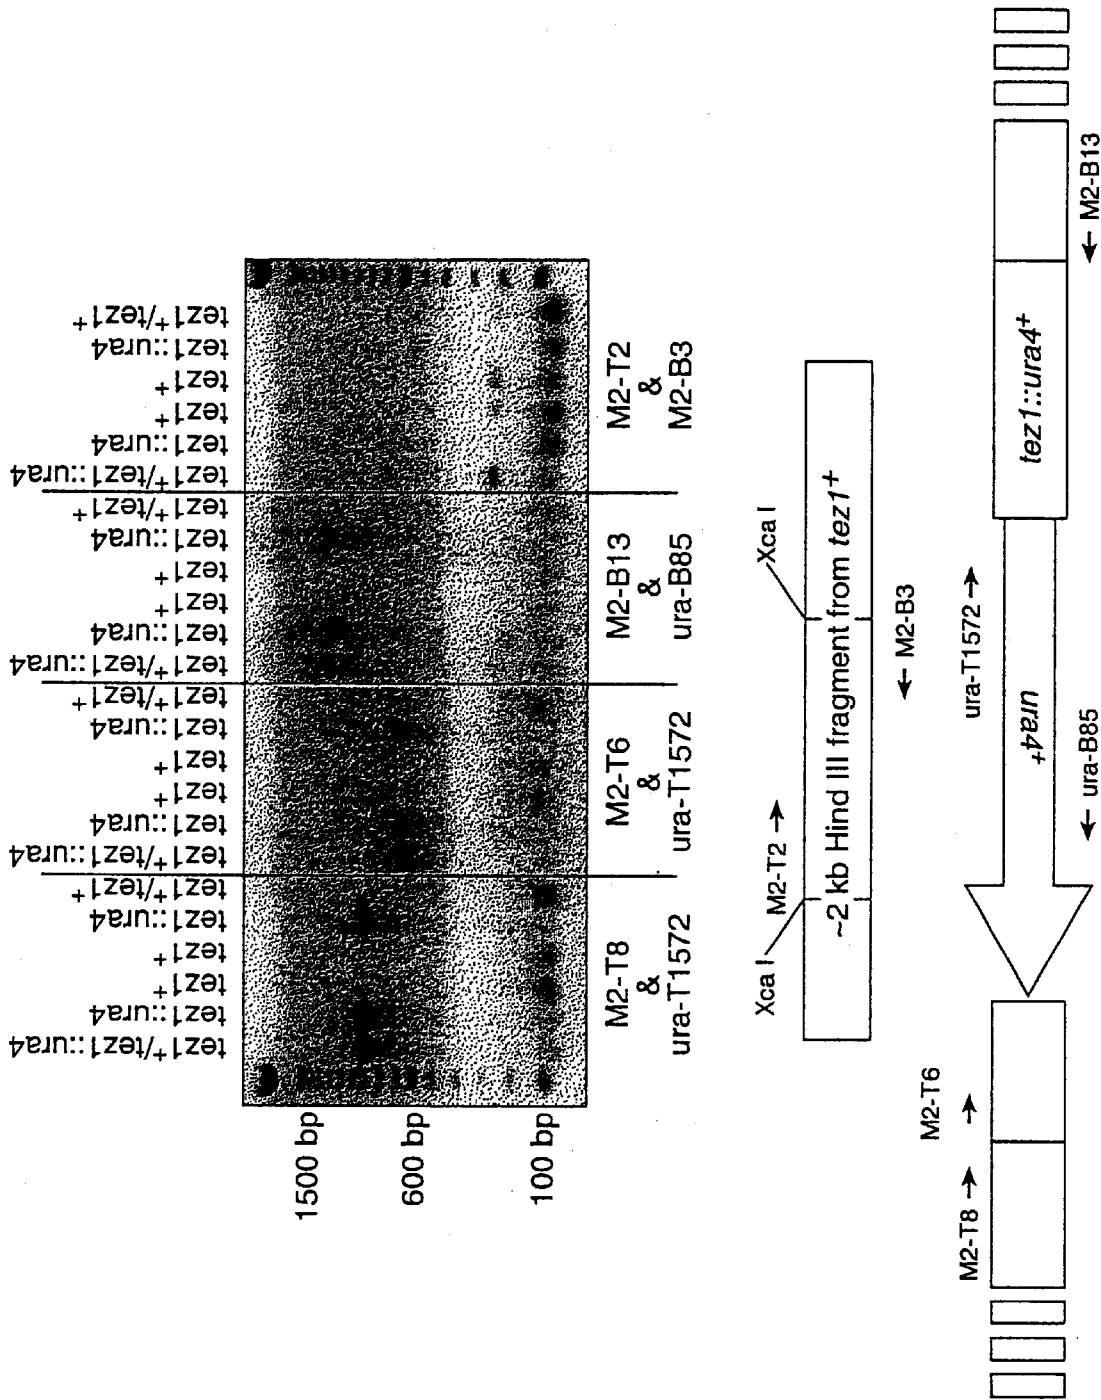 tez1⁺/tez1::ura4
tez1::ura4
tez1⁺
tez1⁺
tez1::ura4
tez1⁺/tez1⁺
tez1⁺/tez1::ura4
tez1::ura4
tez1⁺
tez1⁺
tez1::ura4
tez1⁺/tez1⁺
tez1⁺/tez1::ura4
tez1::ura4
tez1⁺
tez1⁺
tez1::ura4
tez1⁺/tez1⁺
tez1⁺/tez1::ura4
tez1::ura4
tez1⁺
tez1⁺
tez1::ura4
tez1⁺/tez1⁺
1500 bp
600 bp
100 bp
M2-T8
&
ura-T1572
M2-T6
&
ura-T1572
M2-B13
&
ura-B85
M2-T2
&
M2-B3
Xca I
M2-T2
Xca I
~2 kb Hind III fragment from tez1⁺
M2-B3
M2-T8
M2-T6
ura-T1572
ura4⁺
tez1::ura4⁺
ura-B85
M2-B13